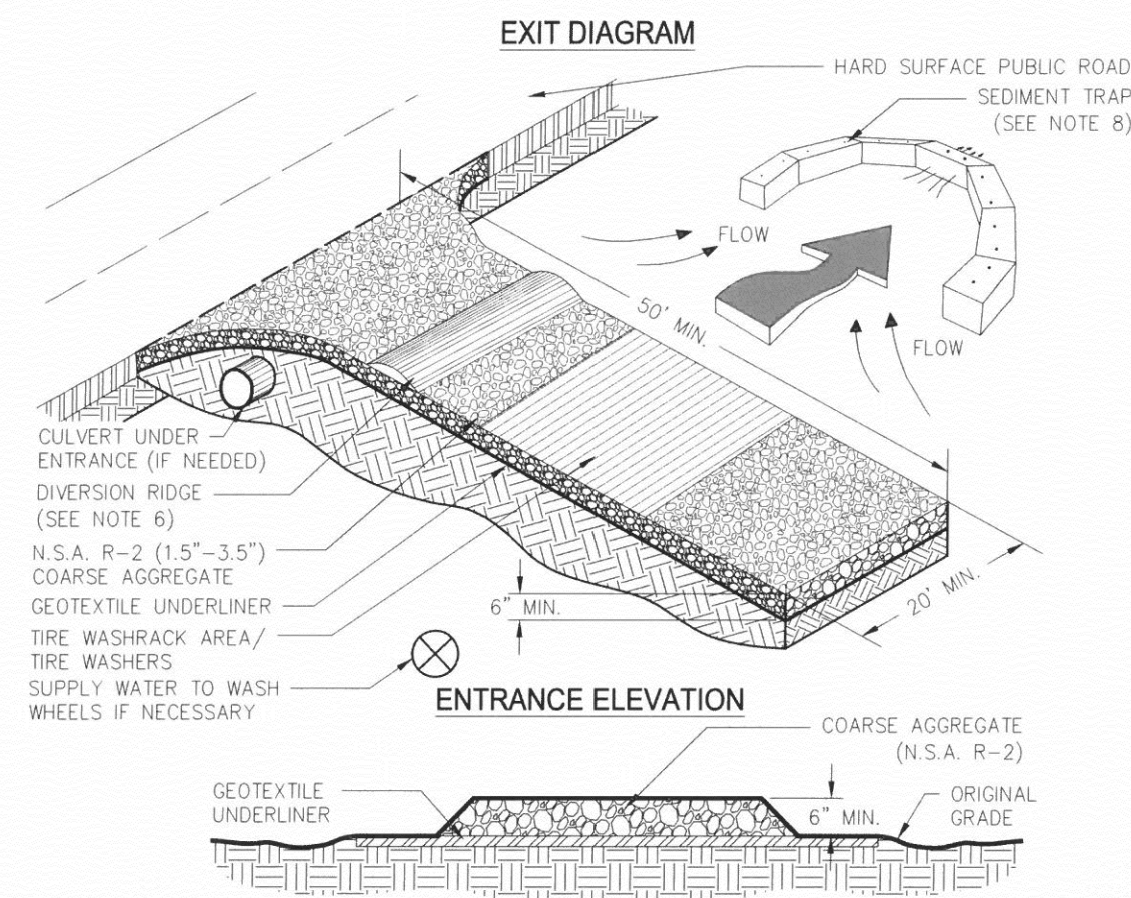 EXIT DIAGRAM
HARD SURFACE PUBLIC ROAD
SEDIMENT TRAP
(SEE NOTE 8)
FLOW
50' MIN.
FLOW
CULVERT UNDER
ENTRANCE (IF NEEDED)
DIVERSION RIDGE
(SEE NOTE 6)
N.S.A. R-2 (1.5"-3.5")
COARSE AGGREGATE
GEOTEXTILE UNDERLINER
6" MIN.
20' MIN.
TIRE WASHRACK AREA/
TIRE WASHERS
SUPPLY WATER TO WASH
WHEELS IF NECESSARY
ENTRANCE ELEVATION
COARSE AGGREGATE
(N.S.A. R-2)
GEOTEXTILE
UNDERLINER
6" MIN.
ORIGINAL
GRADE